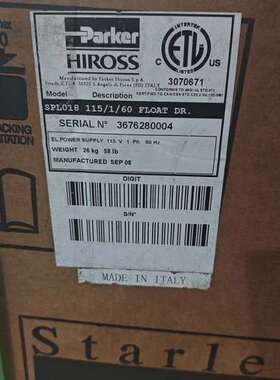 Parker
HIROSS
Manufactured by Parker Hiross S.p.A.
ITALY
C ETL US
3070671
Model Description
SPL018 115/1/60 FLOAT DR.
SERIAL N° 3676280004
EL.POWER SUPPLY 115 V 1 Ph 60 Hz
WEIGHT 26 kg 58 lb
MANUFACTURED SEP 08
DIGIT
S/N°
MADE IN ITALY
PACKING
Starle